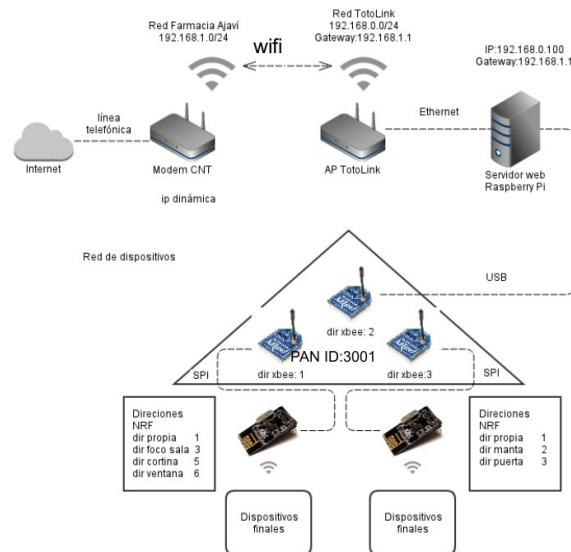 Red Farmacia Ajaví
192.168.1.0/24
wifi
Red TotoLink
192.168.0.0/24
Gateway:192.168.1.1
IP:192.168.0.100
Gateway:192.168.1.1
línea
telefónica
Ethernet
Internet
Modem CNT
AP TotoLink
Servidor web
Raspberry Pi
ip dinámica
Red de dispositivos
USB
dir xbee: 2
PAN ID:3001
dir xbee: 1
dir xbee:3
SPI
SPI
Direciones
NRF
dir propia 1
dir foco sala 3
dir cortina 5
dir ventana 6
Direciones
NRF
dir propia 1
dir manta 2
dir puerta 3
Dispositivos
finales
Dispositivos
finales